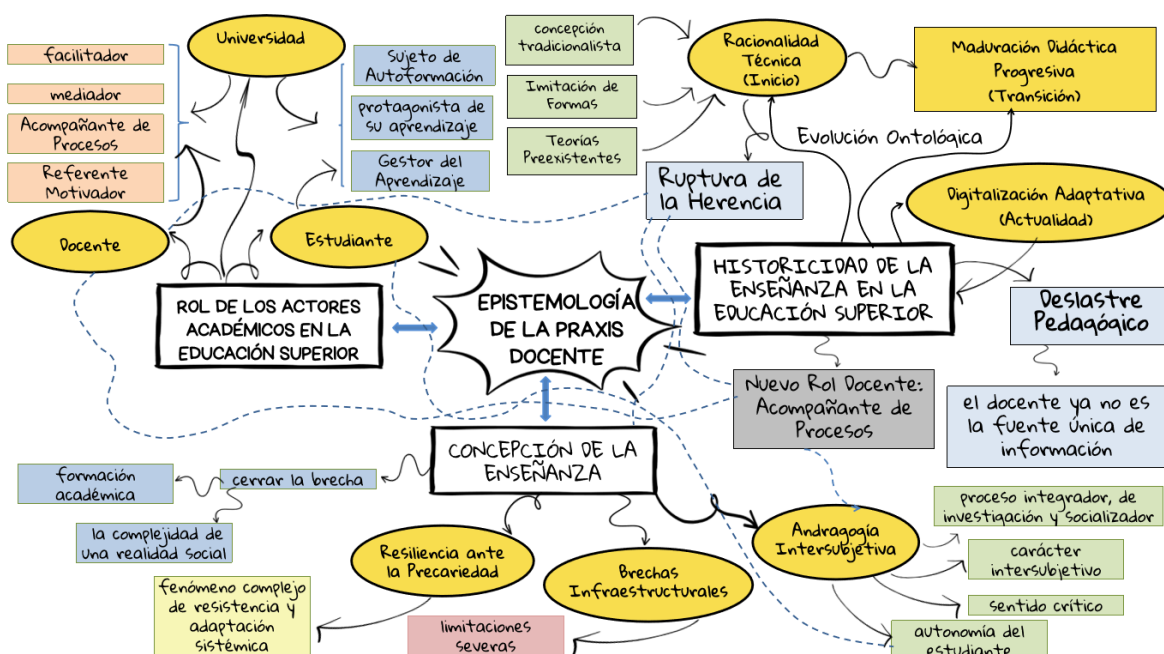 Universidad
facilitador
mediador
Acompañante de
Procesos
Referente
Motivador
Sujeto de
Autoformación
protagonista de
su aprendizaje
Gestor del
Aprendizaje
Docente
Estudiante
ROL DE LOS ACTORES
ACADÉMICOS EN LA
EDUCACIÓN SUPERIOR
EPISTEMOLOGÍA
DE LA PRAXIS
DOCENTE
concepción
tradicionalista
Imitación de
Formas
Teorías
Preexistentes
Racionalidad
Técnica
(Inicio)
Maduración Didáctica
Progresiva
(Transición)
Evolución Ontológica
Ruptura de
la Herencia
Digitalización Adaptativa
(Actualidad)
HISTORICIDAD DE LA
ENSEÑANZA EN LA
EDUCACIÓN SUPERIOR
Deslastre
Pedagógico
Nuevo Rol Docente:
Acompañante de
Procesos
el docente ya no es
la fuente única de
información
CONCEPCIÓN DE LA
ENSEÑANZA
formación
académica
cerrar la brecha
la complejidad de
una realidad social
Resiliencia ante
la Precariedad
Brechas
Infraestructurales
Andragogía
Intersubjetiva
fenómeno complejo
de resistencia y
adaptación
sistémica
limitaciones
severas
proceso integrador, de
investigación y socializador
carácter
intersubjetivo
sentido crítico
autonomía del
estudiante